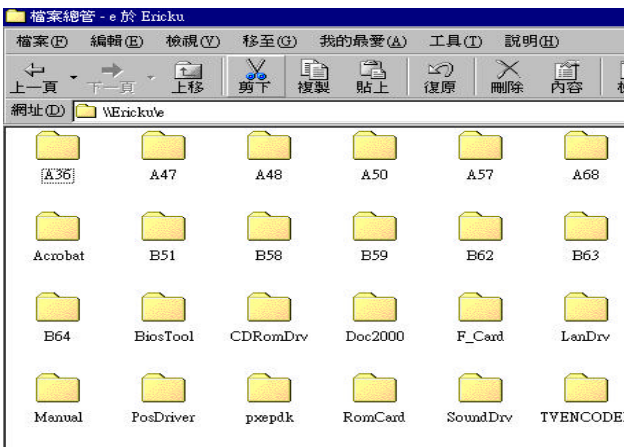 檔案總管 - e 於 Ericku
檔案(F) 編輯(E) 檢視(V) 移至(G) 我的最愛(A) 工具(T) 說明(H)
上一頁 下一頁 上移 剪下 複製 貼上 復原 刪除 內容
網址(D) \\Ericku\e
A36 A47 A48 A50 A57 A68
Acrobat B51 B58 B59 B62 B63
B64 BiosTool CDRomDrv Doc2000 F_Card LanDrv
Manual PosDriver pxepdk RomCard SoundDrv TVENCODE